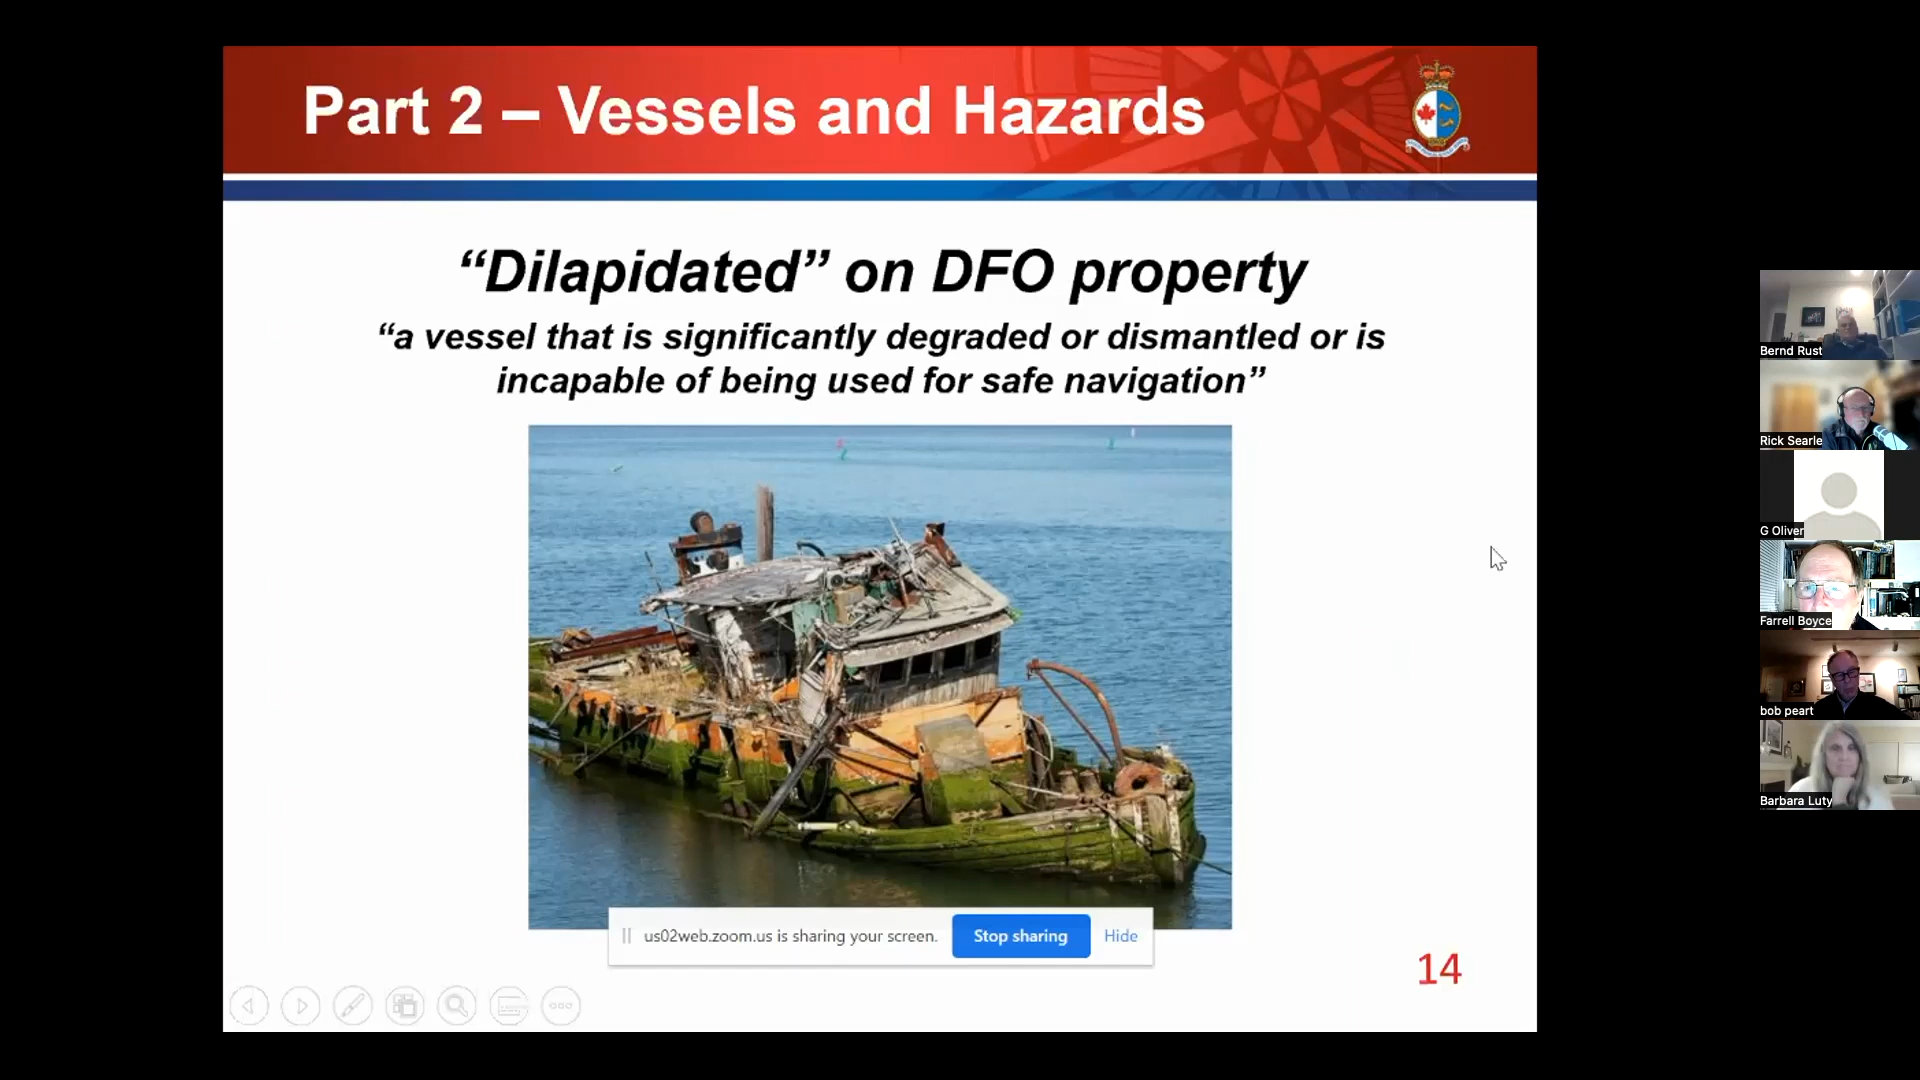 Part 2 – Vessels and Hazards
“Dilapidated” on DFO property
“a vessel that is significantly degraded or dismantled or is
incapable of being used for safe navigation”
us02web.zoom.us is sharing your screen.
Stop sharing
Hide
14
Bernd Rust
Rick Searle
G Oliver
Farrell Boyce
bob peart
Barbara Luty